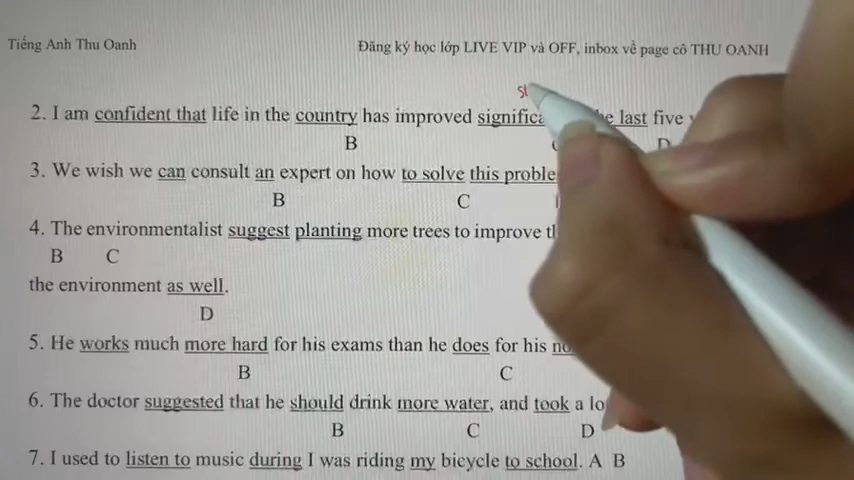 Tiếng Anh Thu Oanh Đăng ký học lớp LIVE VIP và OFF, inbox về page cô THU OANH
2. I am confident that life in the country has improved last five
B
3. We wish we can consult an expert on how to solve this
B C
4. The environmentalist suggest planting more trees to improve
B C
the environment as well.
D
5. He works much more hard for his exams than he does for his
B C
6. The doctor suggested that he should drink more water, and took a
B C D
7. I used to listen to music during I was riding my bicycle to school. A B